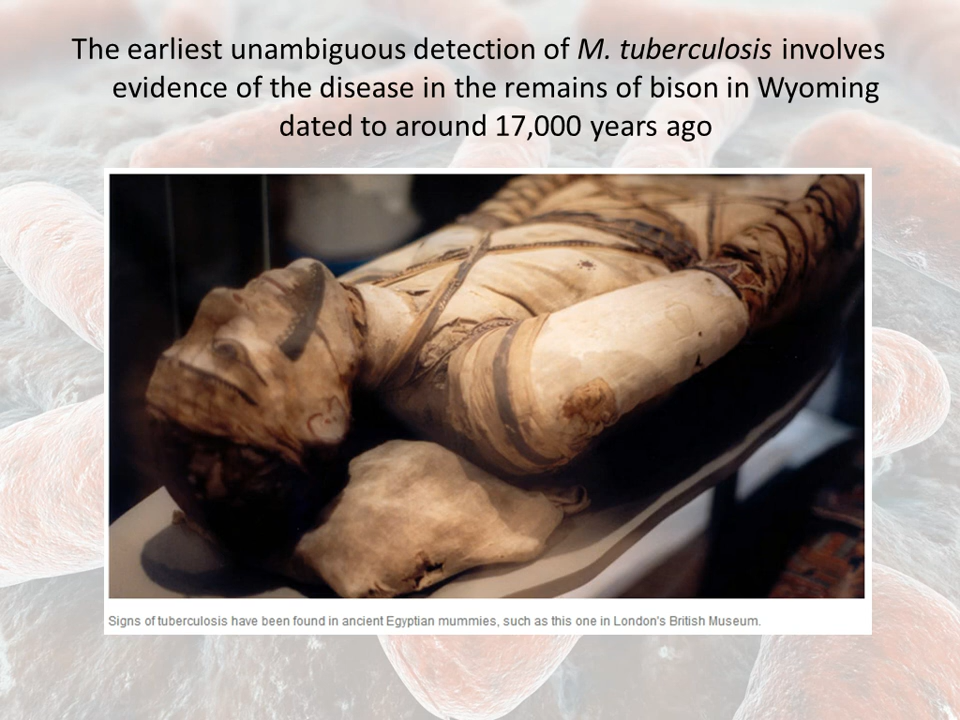 The earliest unambiguous detection of M. tuberculosis involves
evidence of the disease in the remains of bison in Wyoming
dated to around 17,000 years ago
Signs of tuberculosis have been found in ancient Egyptian mummies, such as this one in London's British Museum.